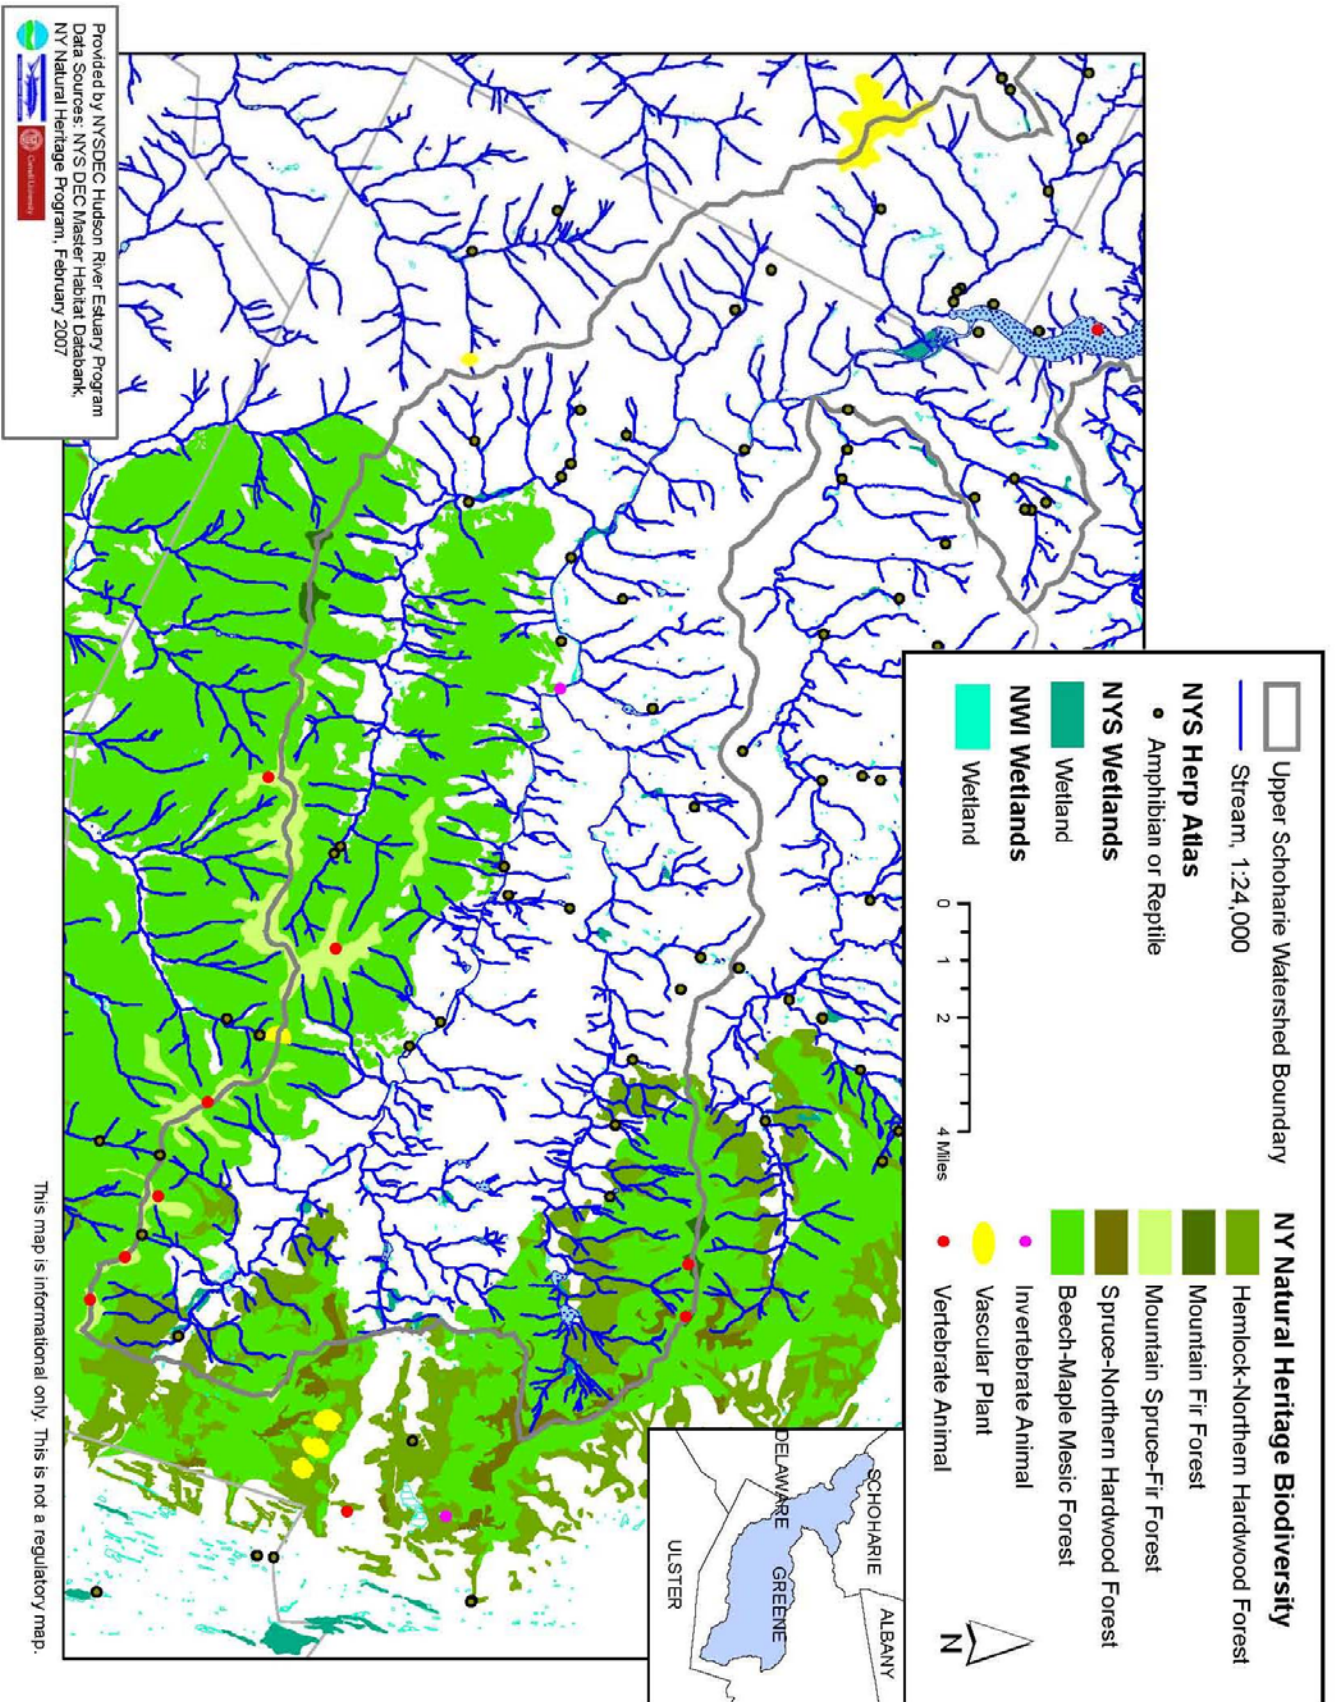 Upper Schoharie Watershed Boundary
Stream, 1:24,000
NYS Herp Atlas
Amphibian or Reptile
NYS Wetlands
Wetland
NWI Wetlands
Wetland
0 1 2 4 Miles
NY Natural Heritage Biodiversity
Hemlock-Northern Hardwood Forest
Mountain Fir Forest
Mountain Spruce-Fir Forest
Spruce-Northern Hardwood Forest
Beech-Maple Mesic Forest
Invertebrate Animal
Vascular Plant
Vertebrate Animal
N
SCHOHARIE
ALBANY
DELAWARE
GREENE
ULSTER
Provided by NYSDEC Hudson River Estuary Program
Data Sources: NYS DEC Master Habitat Databank,
NY Natural Heritage Program, February 2007
Cornell University
This map is informational only. This is not a regulatory map.